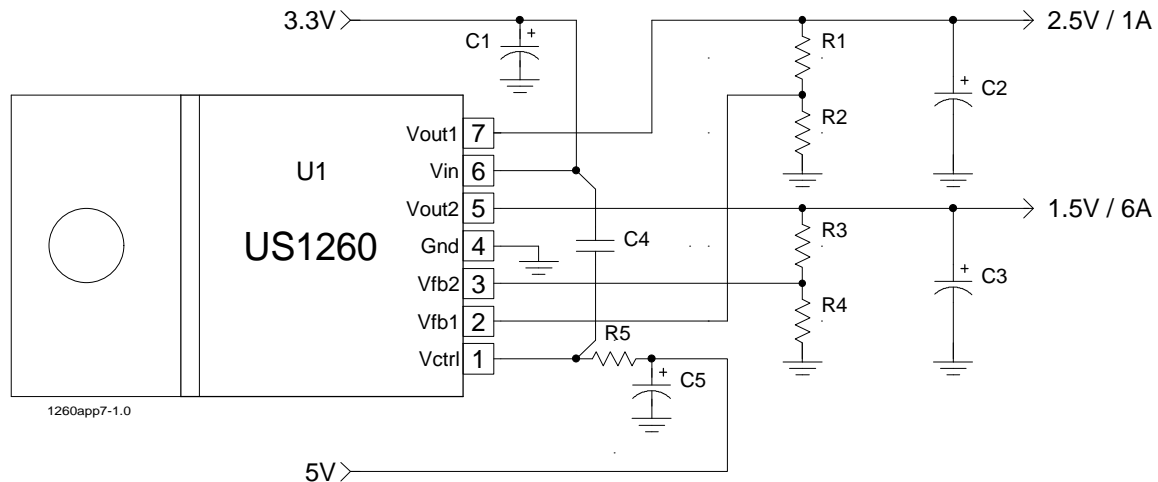 3.3V
C1
+
R1
2.5V / 1A
+
C2
R2
Vout1 7
U1
Vin 6
Vout2 5
1.5V / 6A
US1260
Gnd 4
C4
R3
Vfb2 3
+
C3
R4
Vfb1 2
R5
Vctrl 1
+
C5
1260app7-1.0
5V